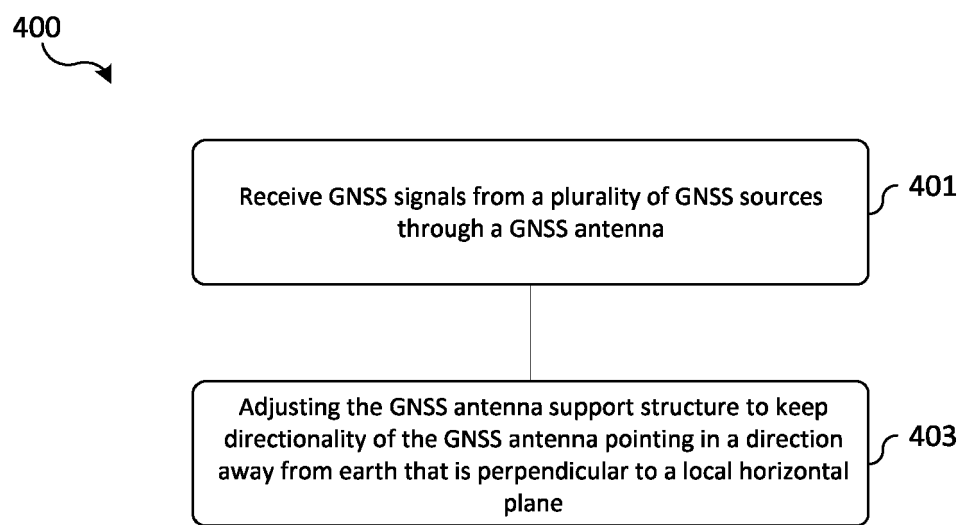 400
Receive GNSS signals from a plurality of GNSS sources
through a GNSS antenna
401
Adjusting the GNSS antenna support structure to keep
directionality of the GNSS antenna pointing in a direction
away from earth that is perpendicular to a local horizontal
plane
403